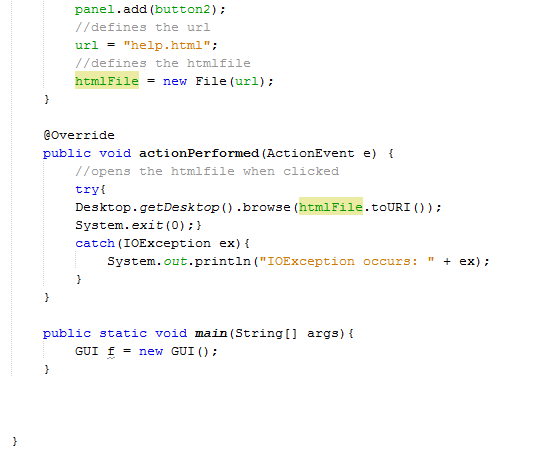 panel.add(button2);
//defines the url
url = "help.html";
//defines the htmlfile
htmlFile = new File(url);
}
@Override
public void actionPerformed(ActionEvent e) {
//opens the htmlfile when clicked
try{
Desktop.getDesktop().browse(htmlFile.toURI());
System.exit(0);}
catch(IOException ex){
System.out.println("IOException occurs: " + ex);
}
}
public static void main(String[] args){
GUI f = new GUI();
}
}